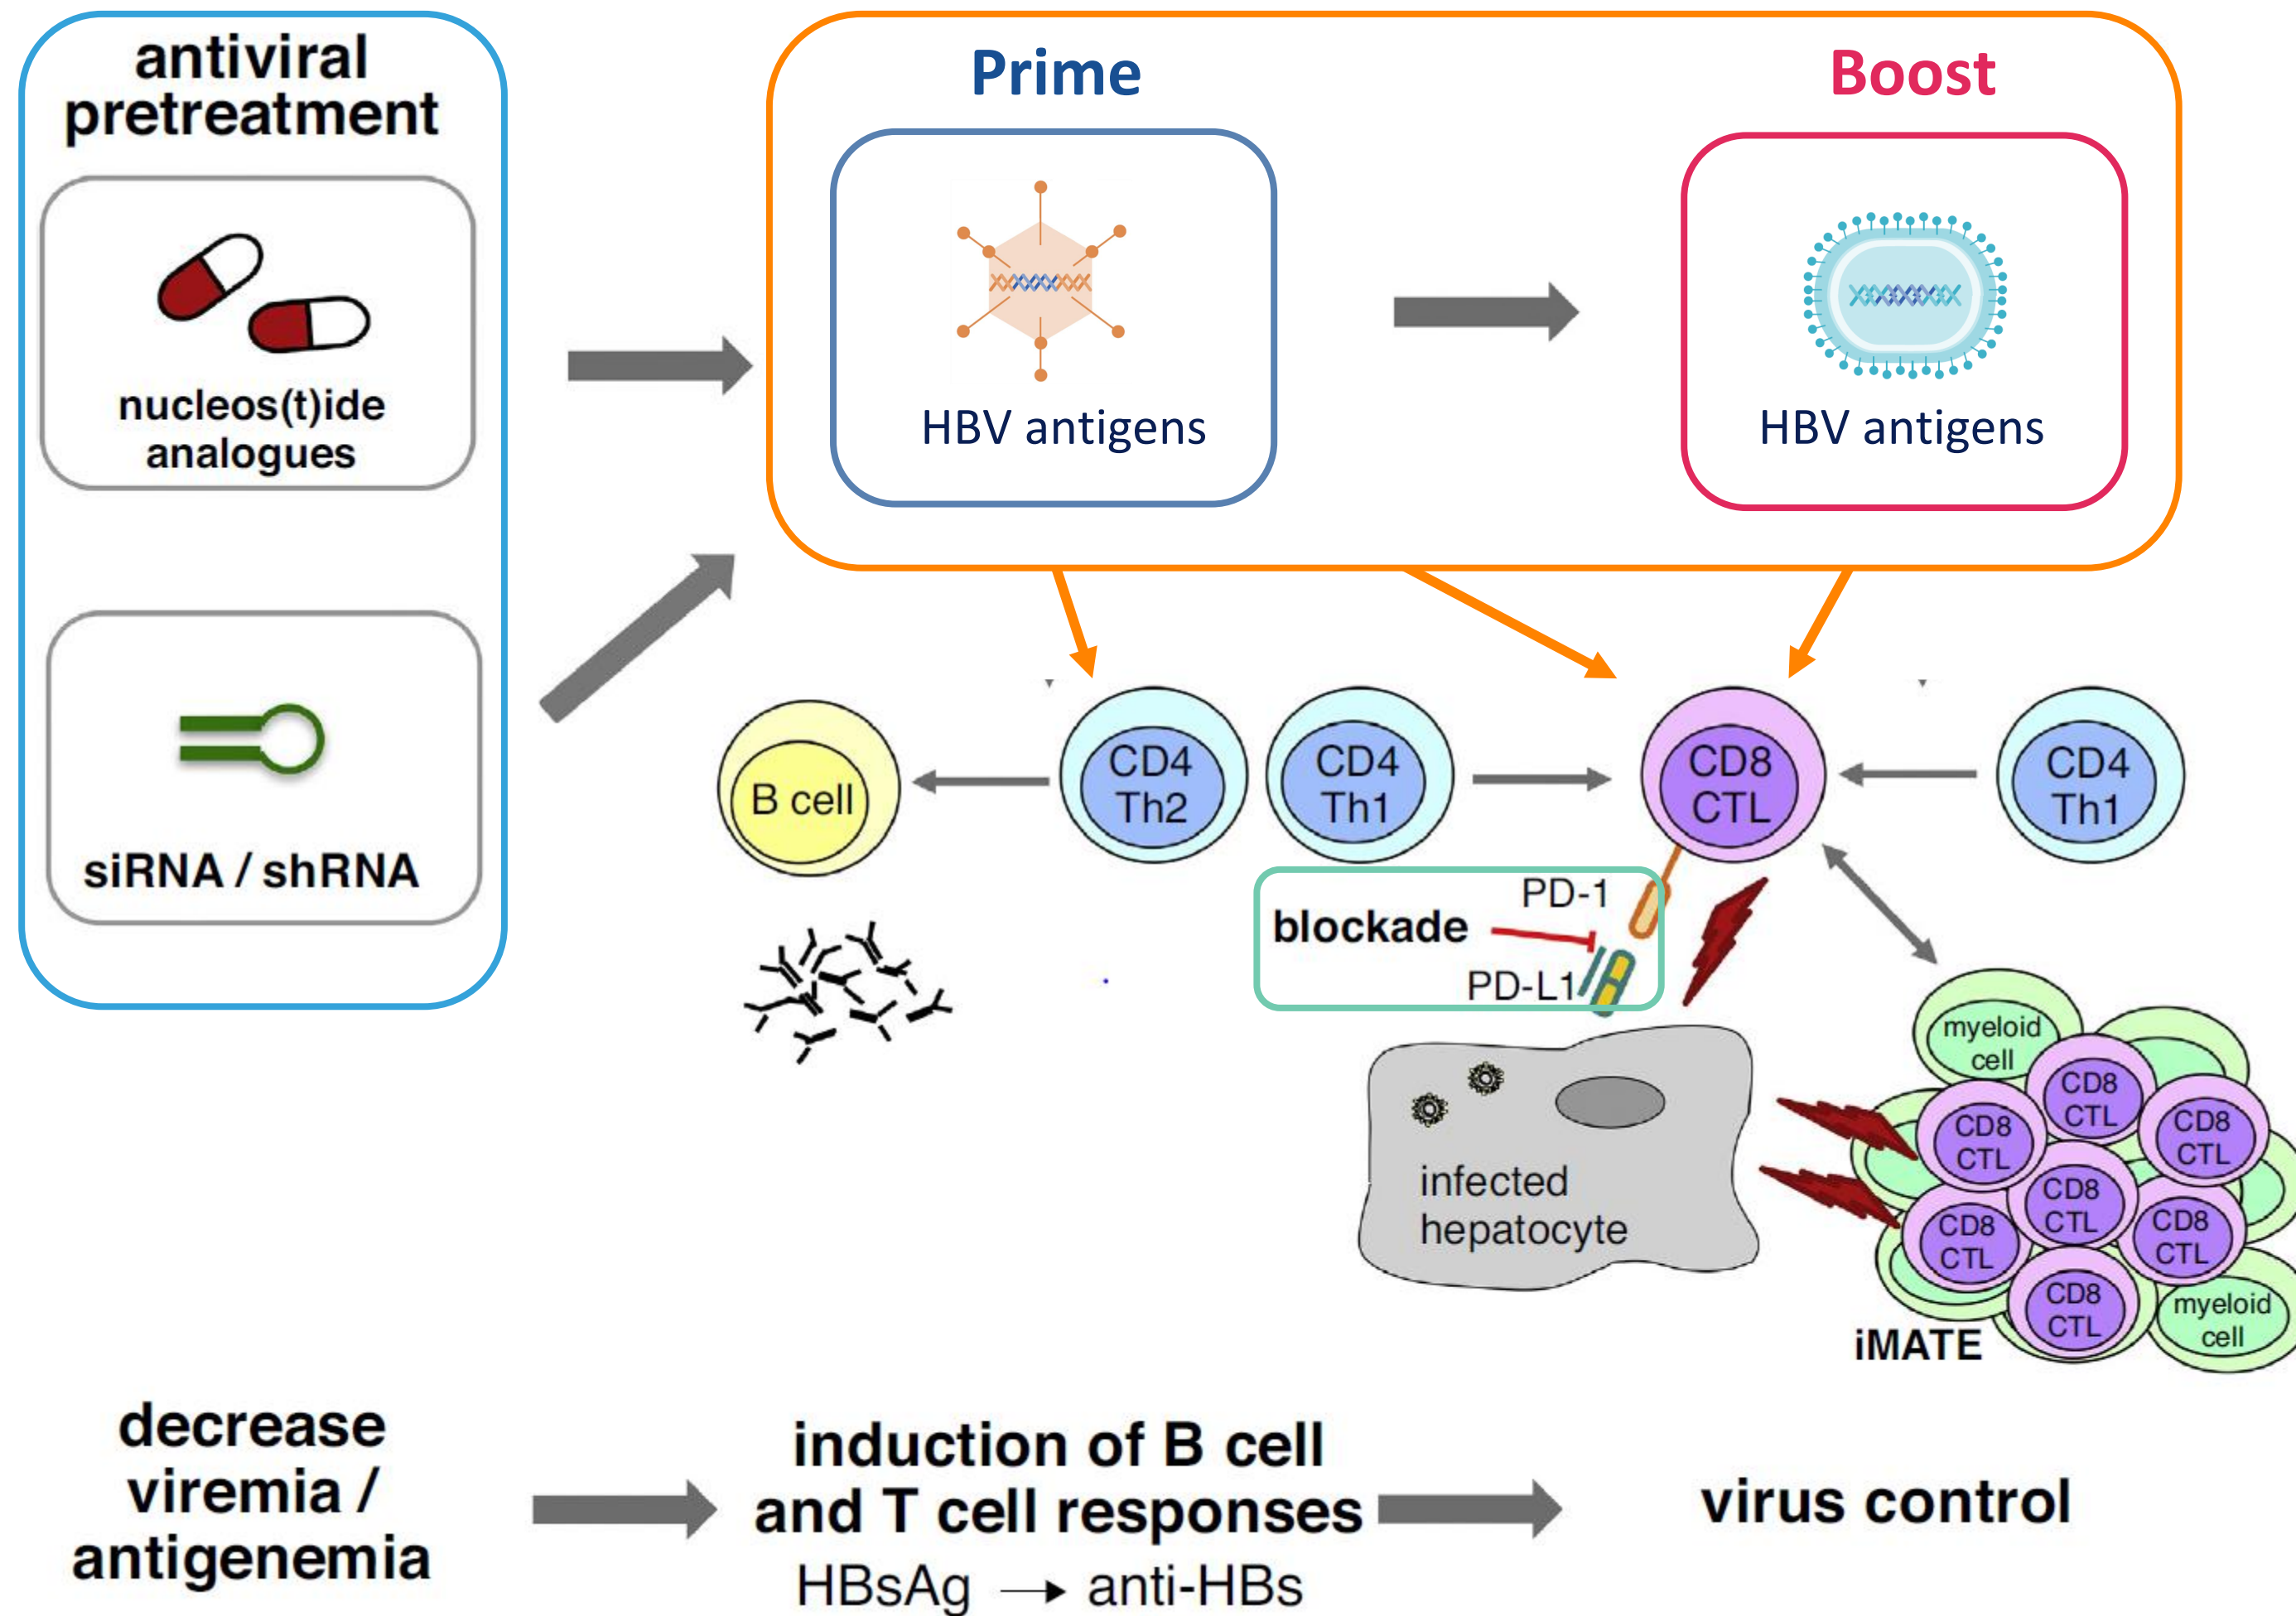 antiviral
pretreatment
nucleos(t)ide
analogues
siRNA / shRNA
Prime
HBV antigens
Boost
HBV antigens
B cell
CD4
Th2
CD4
Th1
CD8
CTL
CD4
Th1
blockade
PD-1
PD-L1
infected
hepatocyte
myeloid
cell
CD8
CTL
CD8
CTL
CD8
CTL
CD8
CTL
CD8
CTL
CD8
CTL
CD8
CTL
myeloid
cell
iMATE
decrease
viremia /
antigenemia
induction of B cell
and T cell responses
HBsAg → anti-HBs
virus control